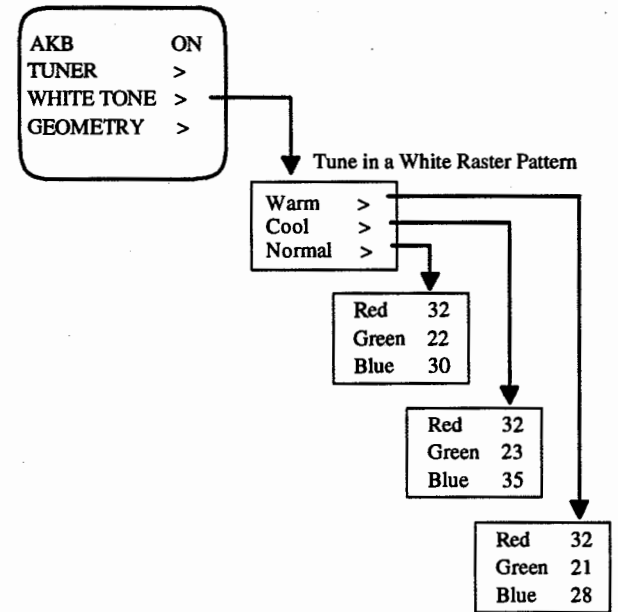 AKB ON
TUNER >
WHITE TONE >
GEOMETRY >
Tune in a White Raster Pattern
Warm >
Cool >
Normal >
Red 32
Green 22
Blue 30
Red 32
Green 23
Blue 35
Red 32
Green 21
Blue 28